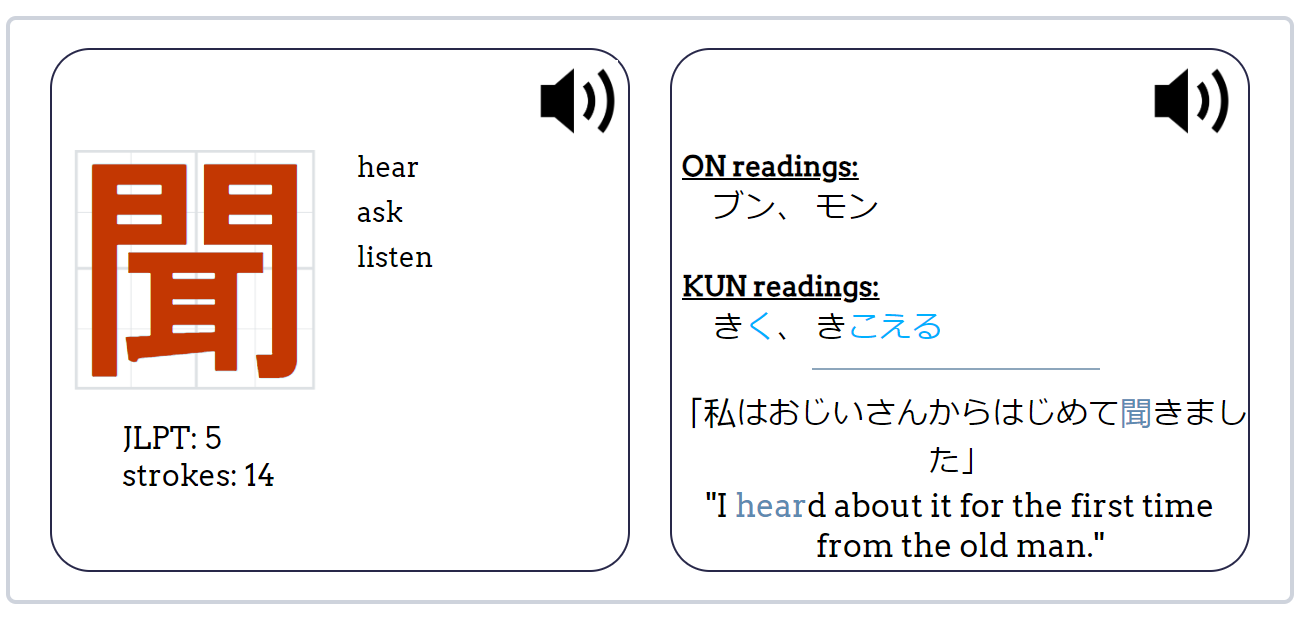 聞
hear
ask
listen
JLPT: 5
strokes: 14
ON readings:
ブン、 モン
KUN readings:
きく、 きこえる
「私はおじいさんからはじめて聞きまし
た」
"I heard about it for the first time
from the old man."